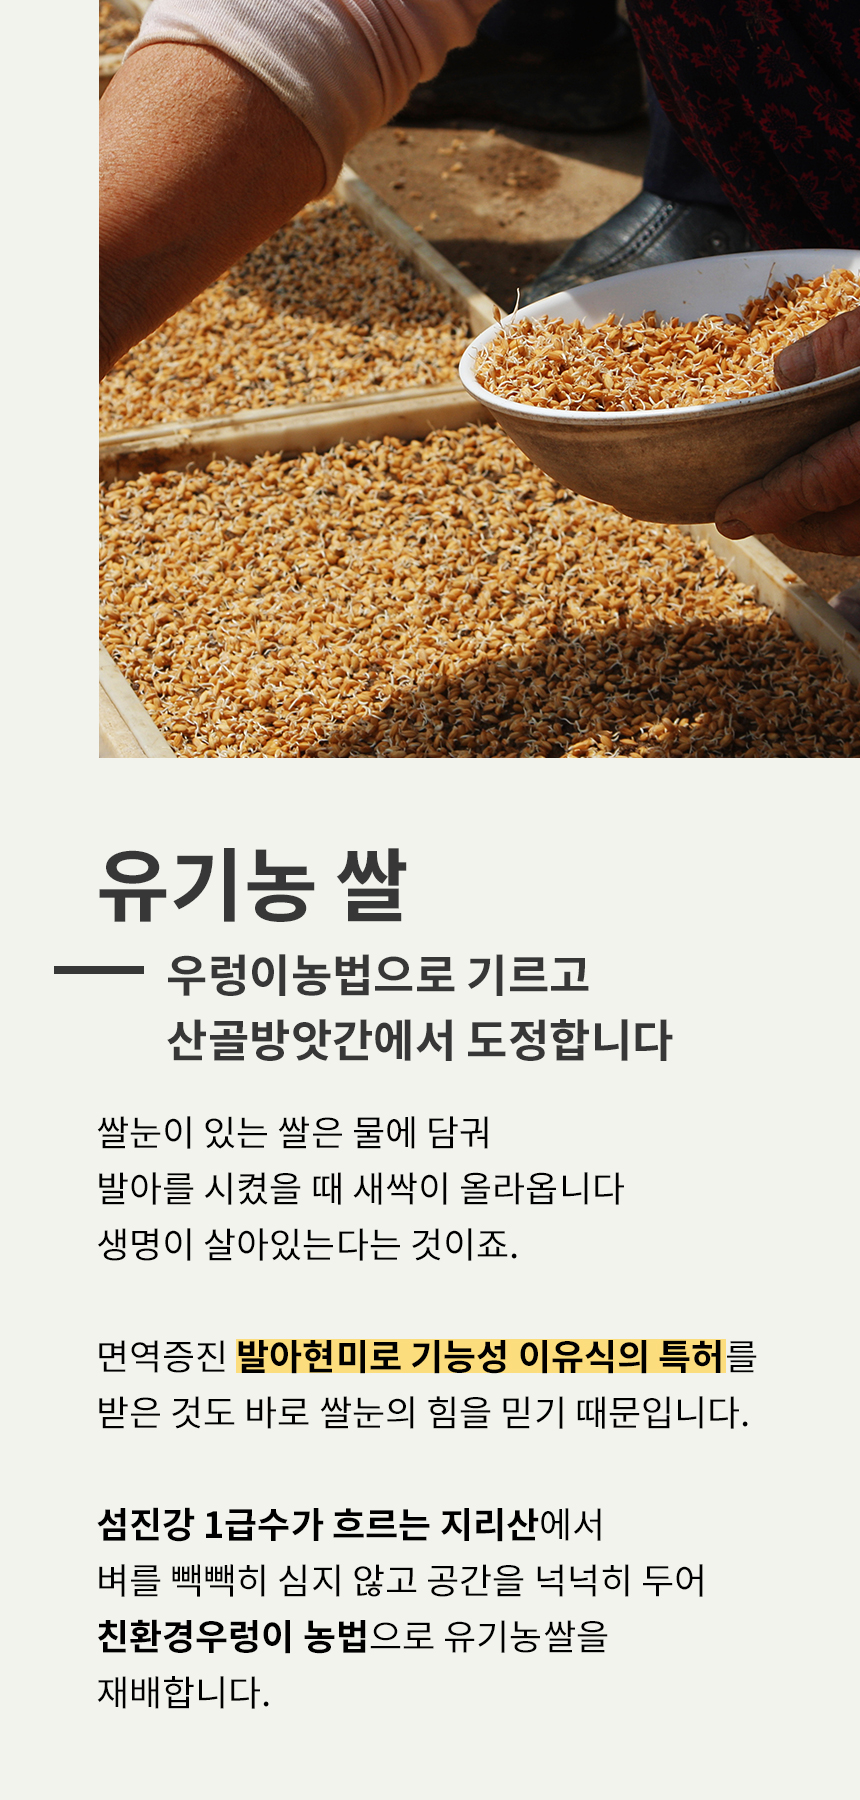 유기농 쌀
우렁이농법으로 기르고
산골방앗간에서 도정합니다
쌀눈이 있는 쌀은 물에 담궈
발아를 시켰을 때 새싹이 올라옵니다
생명이 살아있는다는 것이죠.
면역증진 발아현미로 기능성 이유식의 특허를
받은 것도 바로 쌀눈의 힘을 믿기 때문입니다.
섬진강 1급수가 흐르는 지리산에서
벼를 빽빽히 심지 않고 공간을 넉넉히 두어
친환경우렁이 농법으로 유기농쌀을
재배합니다.